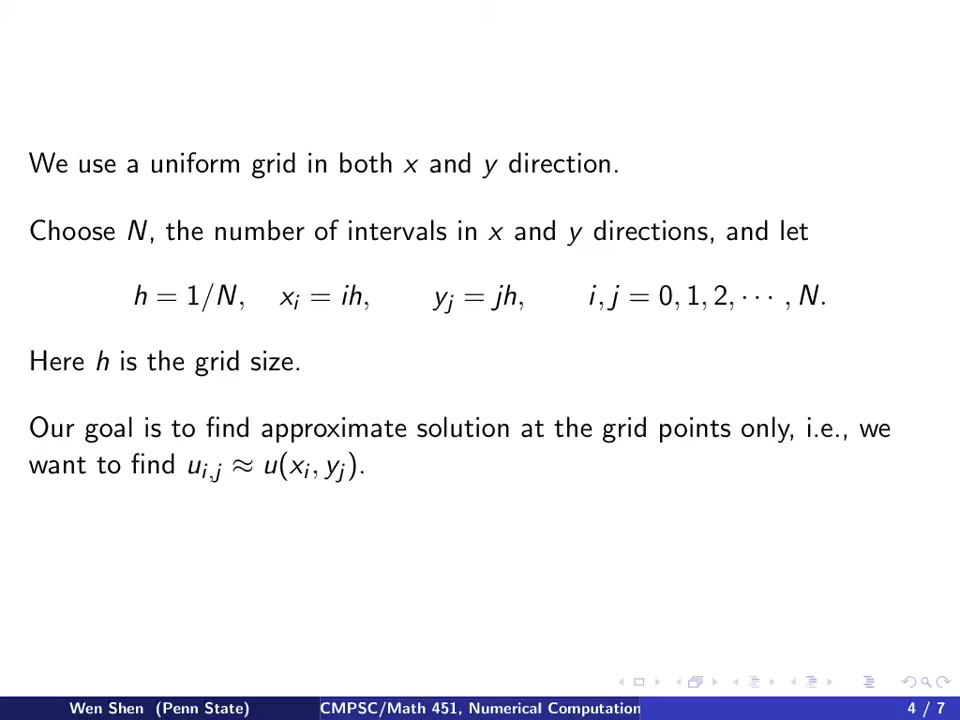 We use a uniform grid in both x and y direction.
Choose N, the number of intervals in x and y directions, and let
h = 1/N, x_i = ih, y_j = jh, i, j = 0, 1, 2, ⋯ , N.
Here h is the grid size.
Our goal is to find approximate solution at the grid points only, i.e., we
want to find u_{i,j} ≈ u(x_i, y_j).
Wen Shen (Penn State) CMPSC/Math 451, Numerical Computation 4 / 7